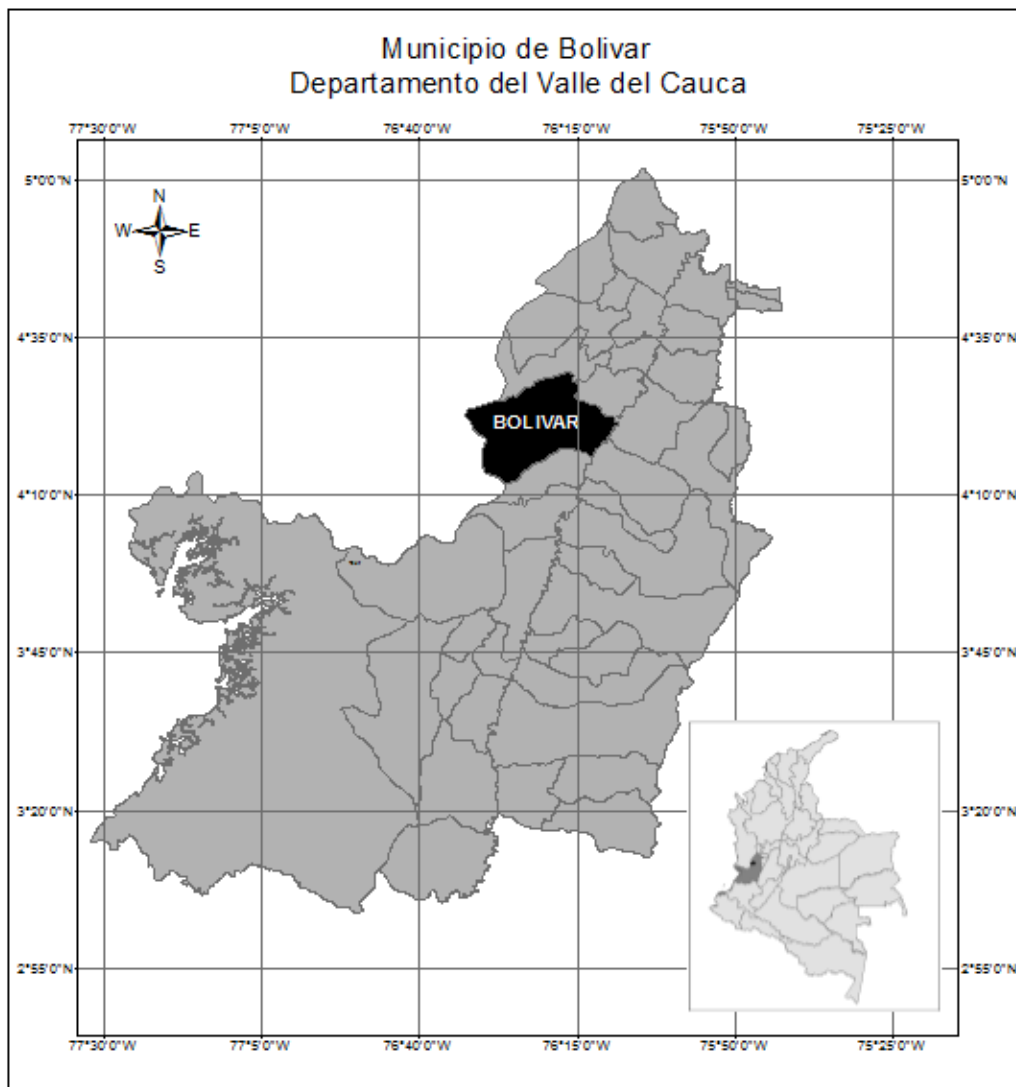 Municipio de Bolivar
Departamento del Valle del Cauca
77°30'0"W 77°5'0"W 76°40'0"W 76°15'0"W 75°50'0"W 75°25'0"W
5°0'0"N 5°0'0"N
N
W E
S
4°35'0"N 4°35'0"N
BOLIVAR
4°10'0"N 4°10'0"N
3°45'0"N 3°45'0"N
3°20'0"N 3°20'0"N
2°55'0"N 2°55'0"N
77°30'0"W 77°5'0"W 76°40'0"W 76°15'0"W 75°50'0"W 75°25'0"W